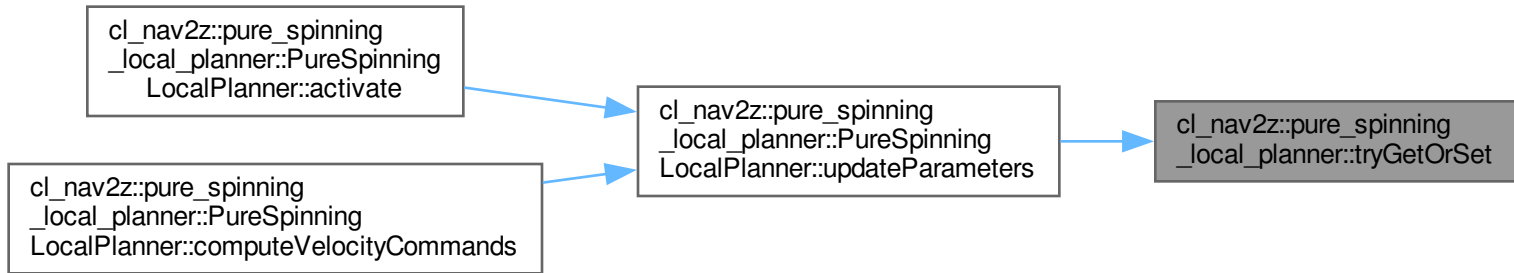 cl_nav2z::pure_spinning
_local_planner::PureSpinning
LocalPlanner::activate
cl_nav2z::pure_spinning
_local_planner::PureSpinning
LocalPlanner::computeVelocityCommands
cl_nav2z::pure_spinning
_local_planner::PureSpinning
LocalPlanner::updateParameters
cl_nav2z::pure_spinning
_local_planner::tryGetOrSet